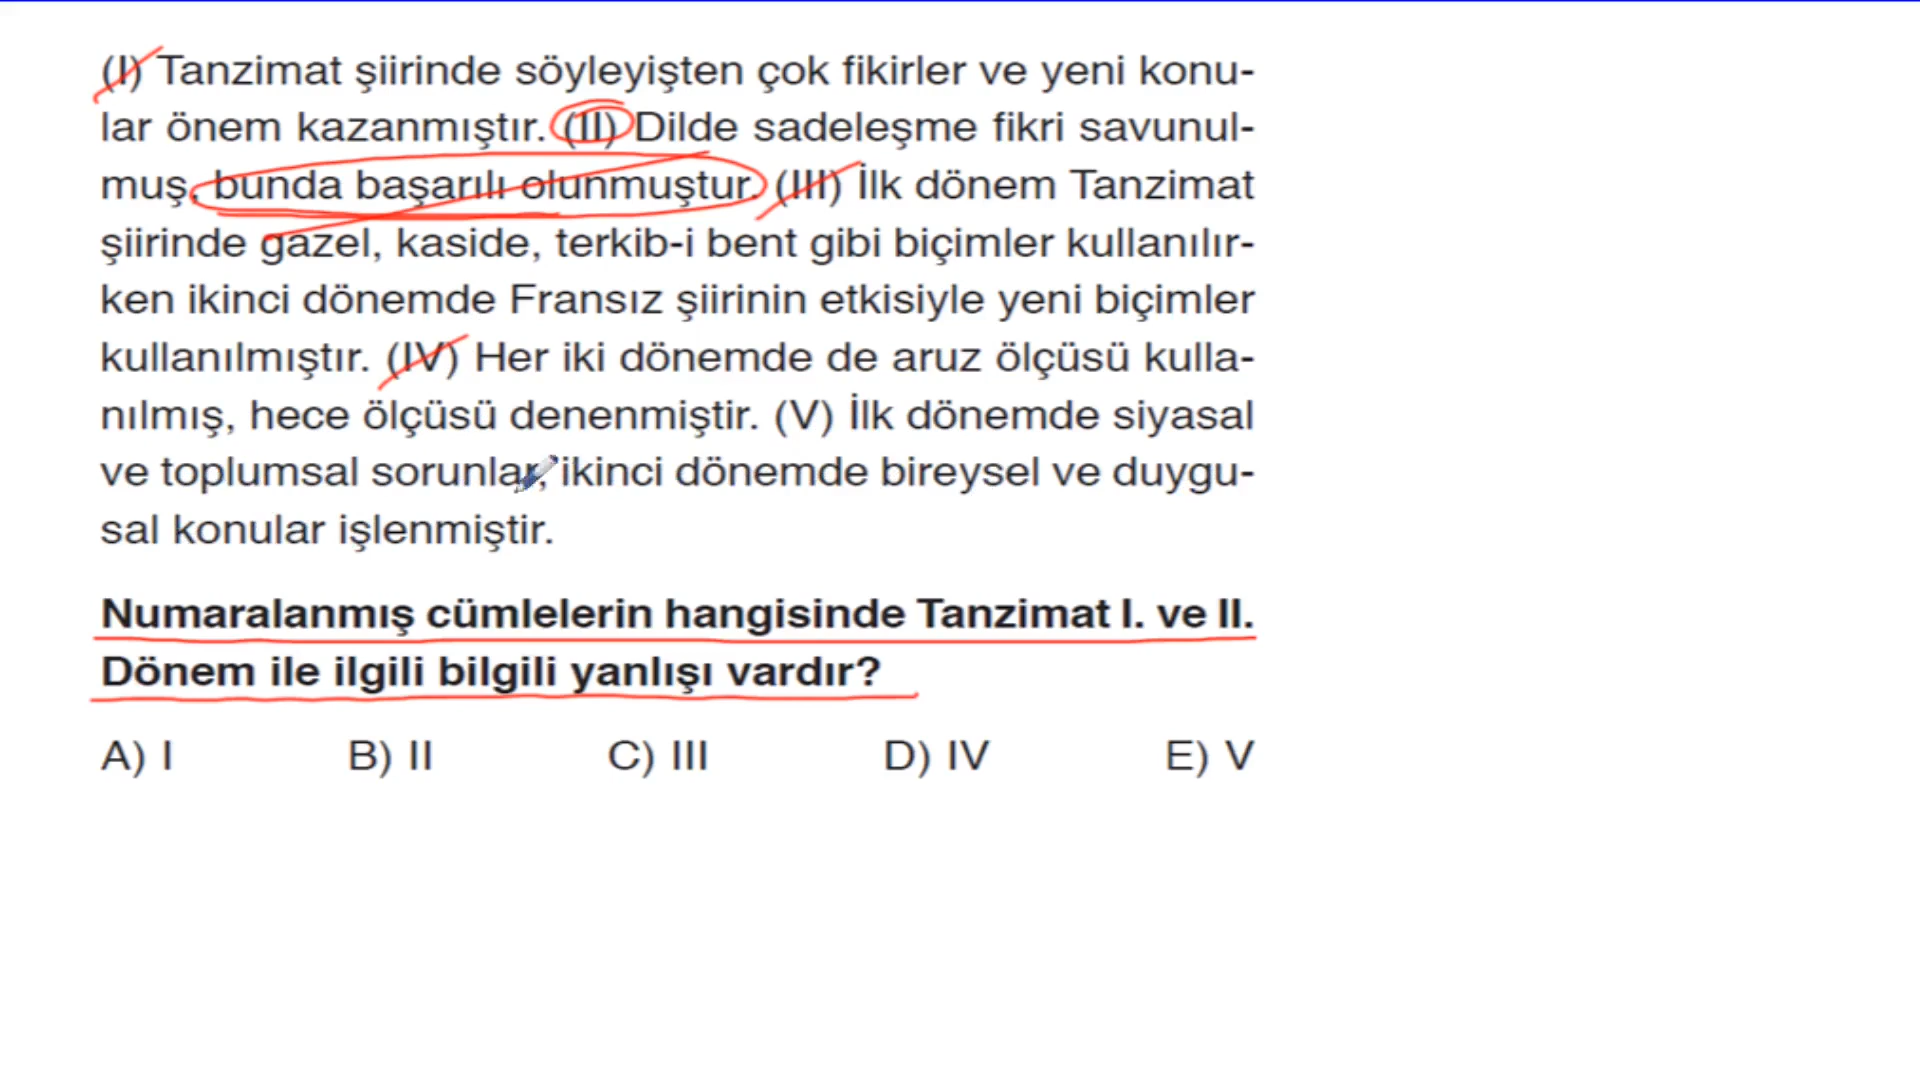 (I) Tanzimat şiirinde söyleyişten çok fikirler ve yeni konu-
lar önem kazanmıştır. (II) Dilde sadeleşme fikri savunul-
muş, bunda başarılı olunmuştur. (III) İlk dönem Tanzimat
şiirinde gazel, kaside, terkib-i bent gibi biçimler kullanılır-
ken ikinci dönemde Fransız şiirinin etkisiyle yeni biçimler
kullanılmıştır. (IV) Her iki dönemde de aruz ölçüsü kulla-
nılmış, hece ölçüsü denenmiştir. (V) İlk dönemde siyasal
ve toplumsal sorunlar, ikinci dönemde bireysel ve duygu-
sal konular işlenmiştir.
Numaralanmış cümlelerin hangisinde Tanzimat I. ve II.
Dönem ile ilgili bilgili yanlışı vardır?
A) I B) II C) III D) IV E) V